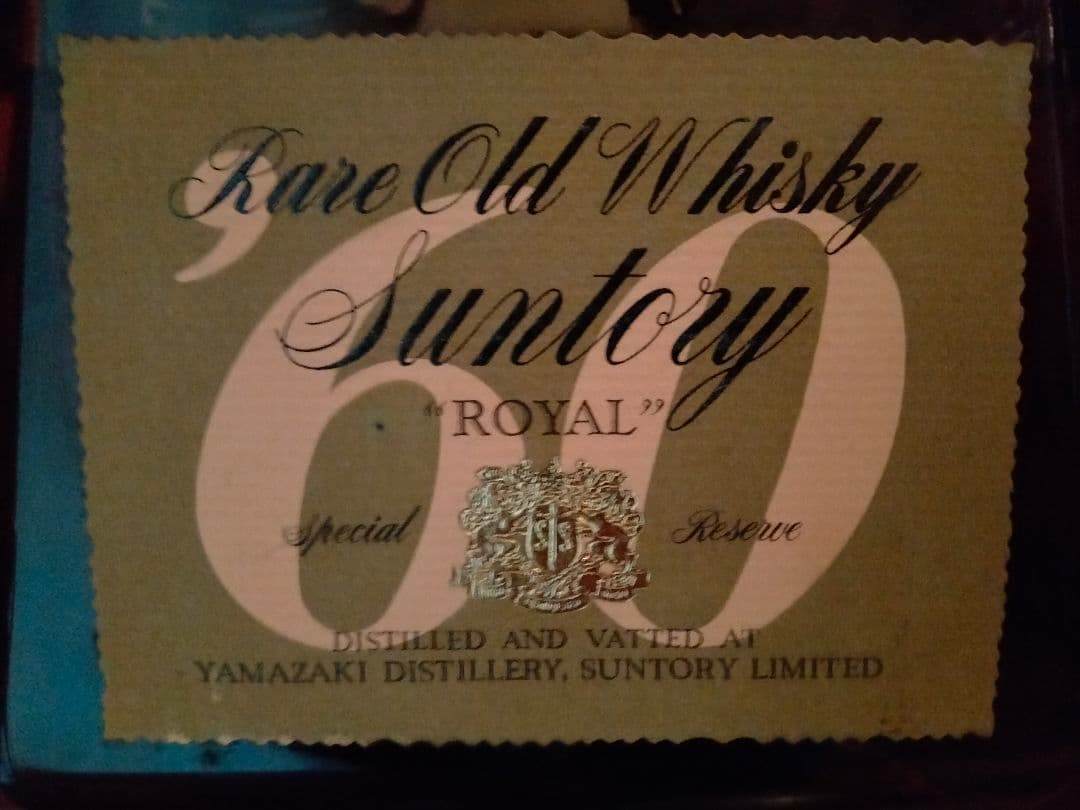 '60
Rare Old Whisky
Suntory
"ROYAL"
Special Reserve
DISTILLED AND VATTED AT
YAMAZAKI DISTILLERY, SUNTORY LIMITED